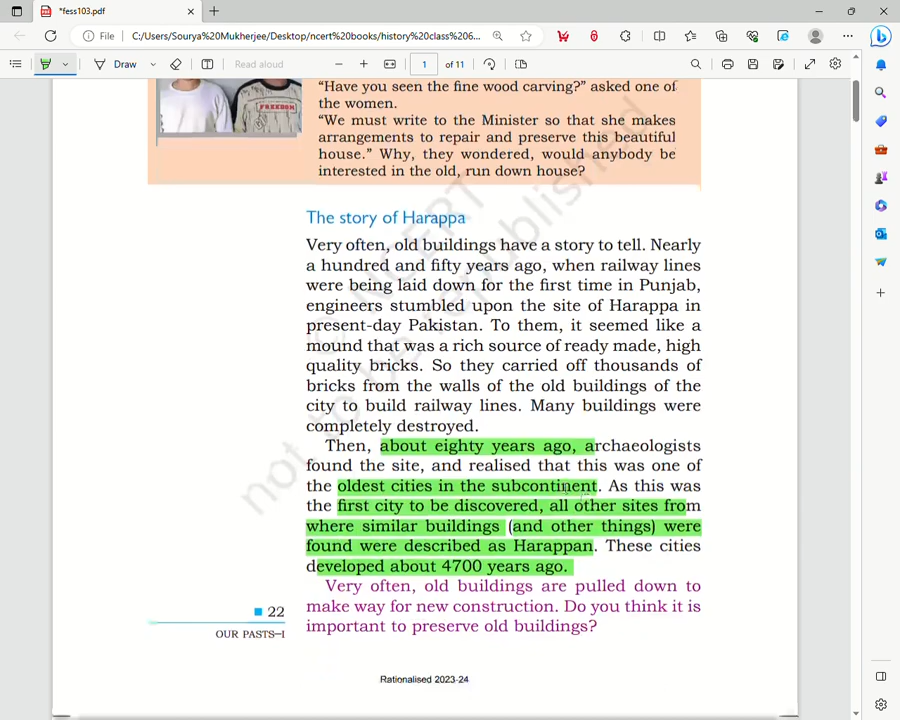 *fess103.pdf
File
C:/Users/Sourya%20Mukherjee/Desktop/ncert%20books/history%20class%206...
Draw
Read aloud
1 of 11
FREEDOM
"Have you seen the fine wood carving?" asked one of
the women.
"We must write to the Minister so that she makes
arrangements to repair and preserve this beautiful
house." Why, they wondered, would anybody be
interested in the old, run down house?
The story of Harappa
Very often, old buildings have a story to tell. Nearly
a hundred and fifty years ago, when railway lines
were being laid down for the first time in Punjab,
engineers stumbled upon the site of Harappa in
present-day Pakistan. To them, it seemed like a
mound that was a rich source of ready made, high
quality bricks. So they carried off thousands of
bricks from the walls of the old buildings of the
city to build railway lines. Many buildings were
completely destroyed.
Then, about eighty years ago, archaeologists
found the site, and realised that this was one of
the oldest cities in the subcontinent. As this was
the first city to be discovered, all other sites from
where similar buildings (and other things) were
found were described as Harappan. These cities
developed about 4700 years ago.
Very often, old buildings are pulled down to
make way for new construction. Do you think it is
important to preserve old buildings?
22
OUR PASTS–I
Rationalised 2023-24
© NCERT
not to be republished